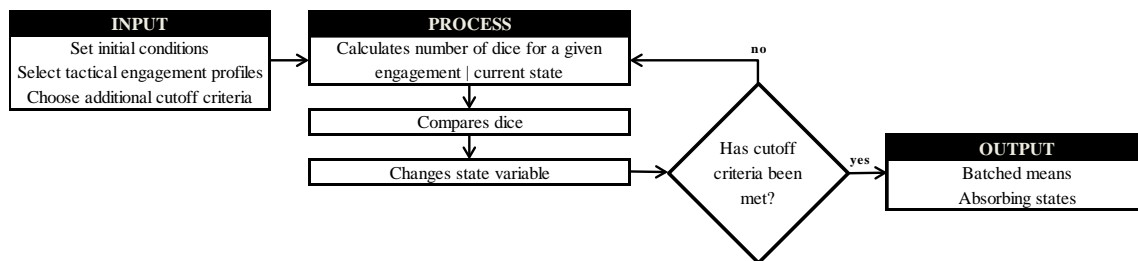 INPUT
Set initial conditions
Select tactical engagement profiles
Choose additional cutoff criteria
PROCESS
Calculates number of dice for a given
engagement | current state
Compares dice
Changes state variable
no
Has cutoff
criteria been
met?
yes
OUTPUT
Batched means
Absorbing states